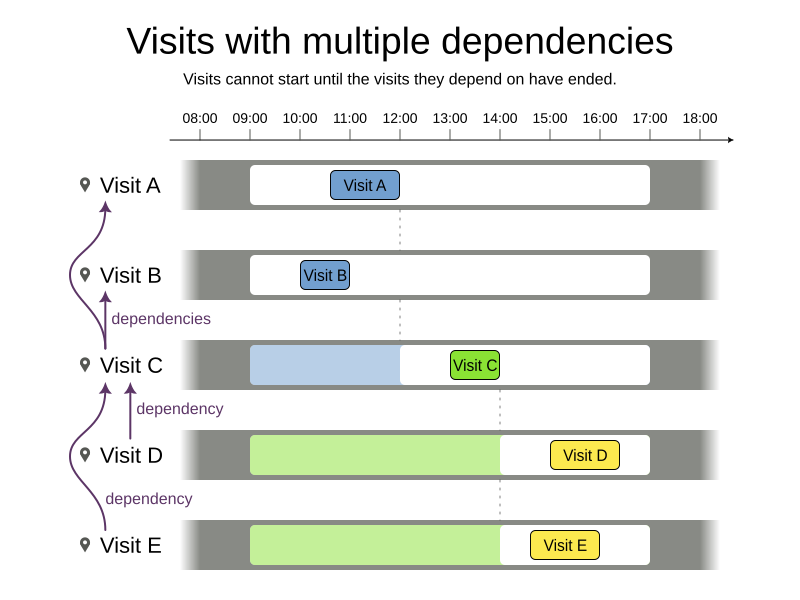 Visits with multiple dependencies
Visits cannot start until the visits they depend on have ended.
08:00 09:00 10:00 11:00 12:00 13:00 14:00 15:00 16:00 17:00 18:00
Visit A Visit A
Visit B Visit B
dependencies
Visit C Visit C
dependency
Visit D Visit D
dependency
Visit E Visit E